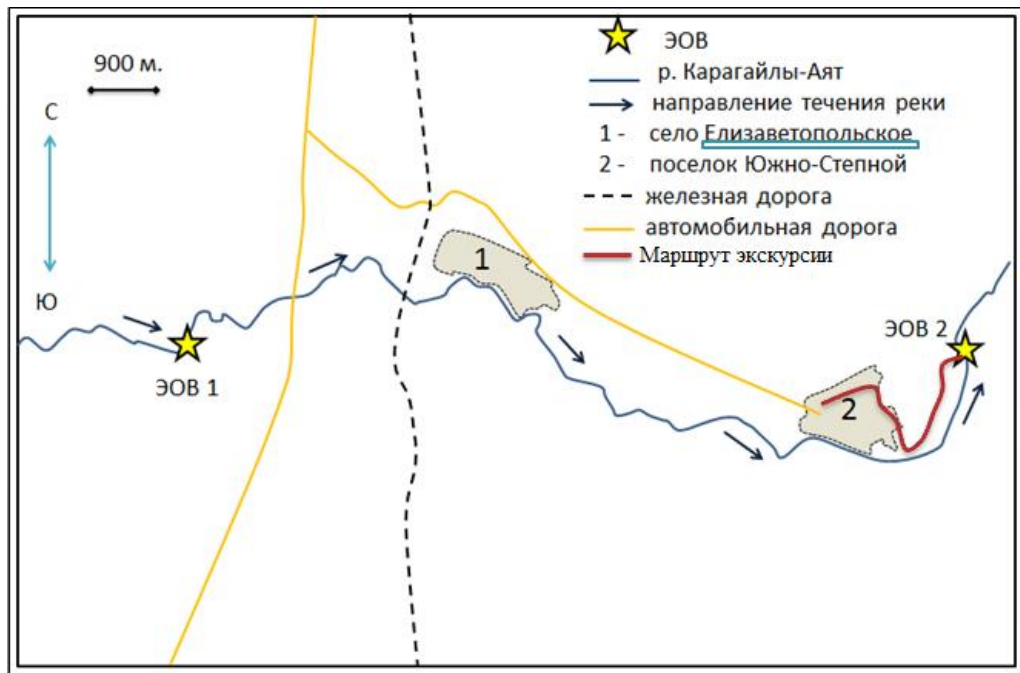 900 м.
С
Ю
ЭОВ
р. Карагайлы-Аят
направление течения реки
1 - село Елизаветопольское
2 - поселок Южно-Степной
железная дорога
автомобильная дорога
Маршрут экскурсии
1
ЭОВ 1
ЭОВ 2
2